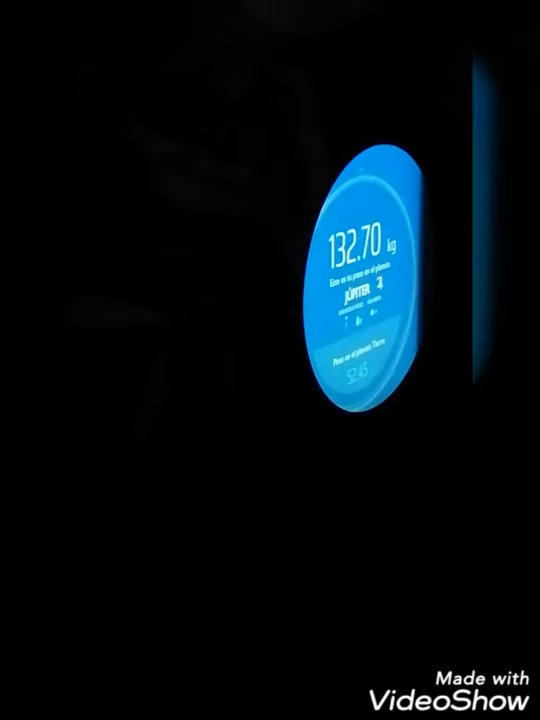 132.70 kg
Este es tu peso en el planeta
JÚPITER ♃
Peso en el planeta Tierra
52.45
Made with
VideoShow